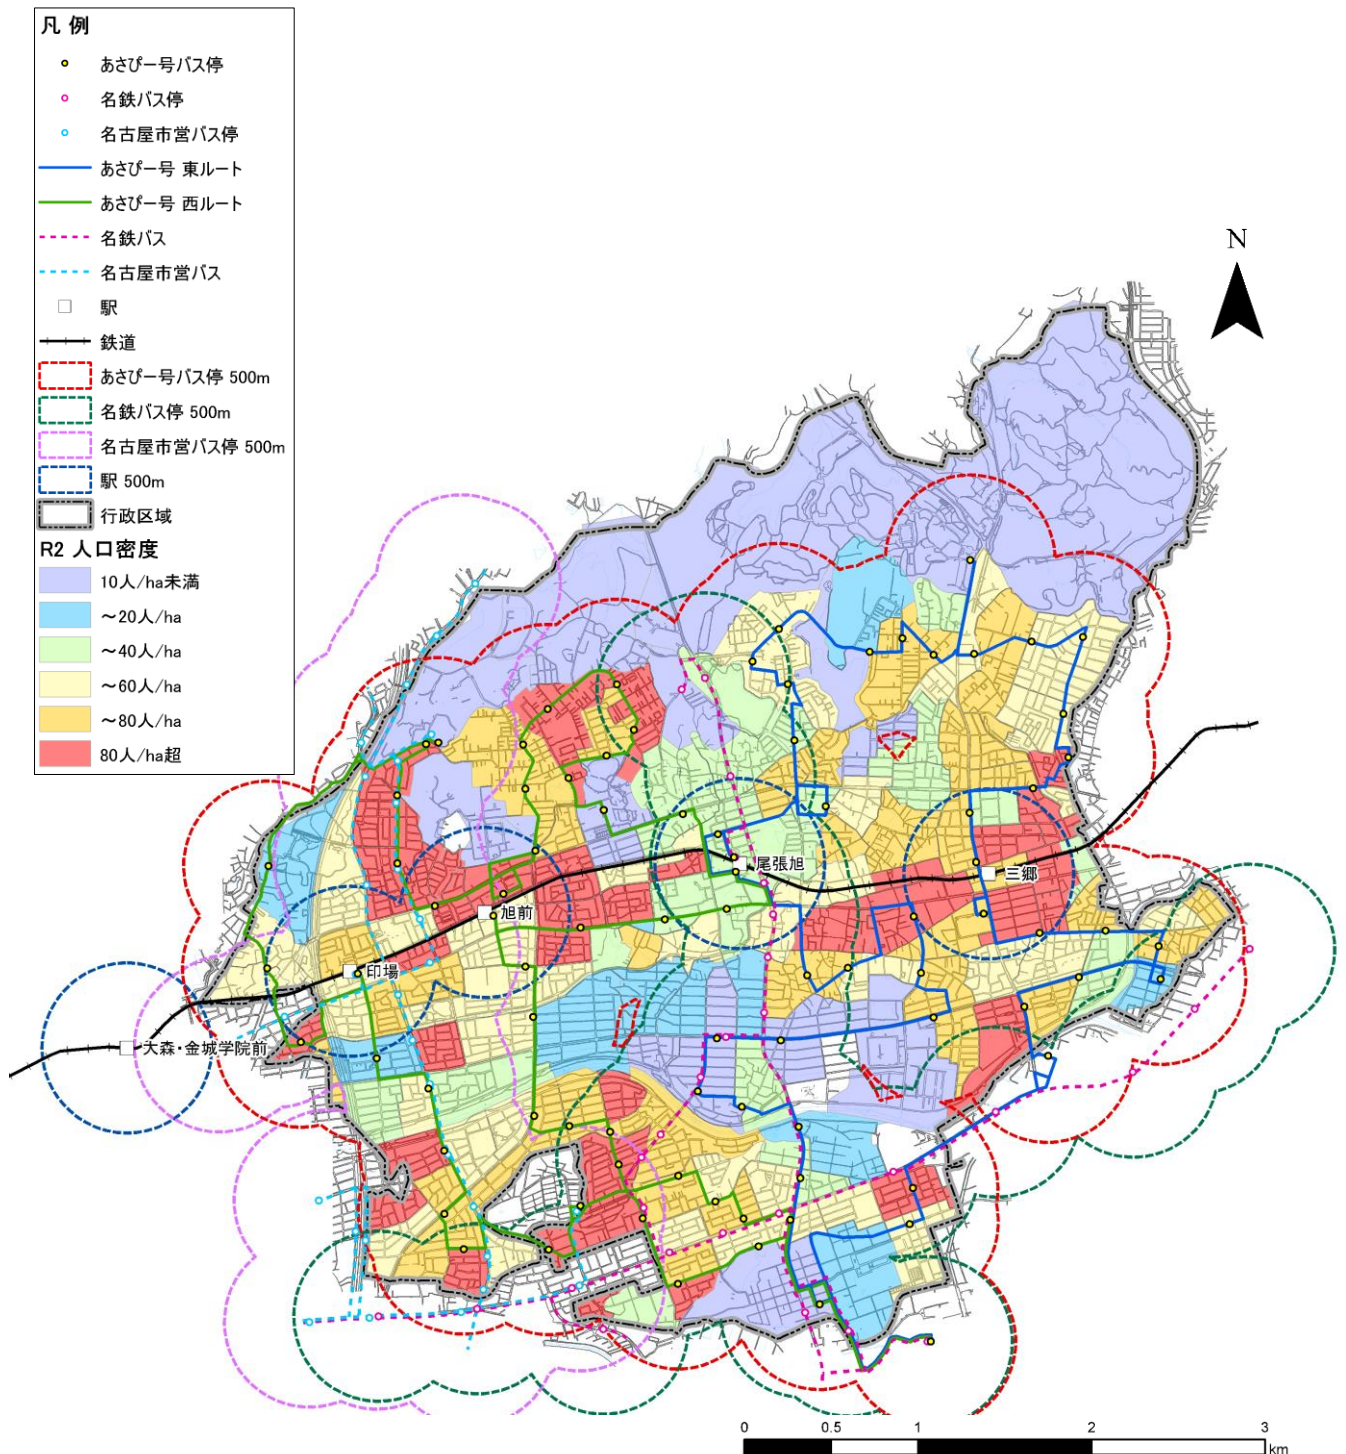 凡 例
あさぴー号バス停
名鉄バス停
名古屋市営バス停
あさぴー号 東ルート
あさぴー号 西ルート
名鉄バス
名古屋市営バス
駅
鉄道
あさぴー号バス停 500m
名鉄バス停 500m
名古屋市営バス停 500m
駅 500m
行政区域
R2 人口密度
10人/ha未満
～20人/ha
～40人/ha
～60人/ha
～80人/ha
80人/ha超
N
尾張旭
三郷
旭前
印場
大森・金城学院前
0 0.5 1 2 3
km